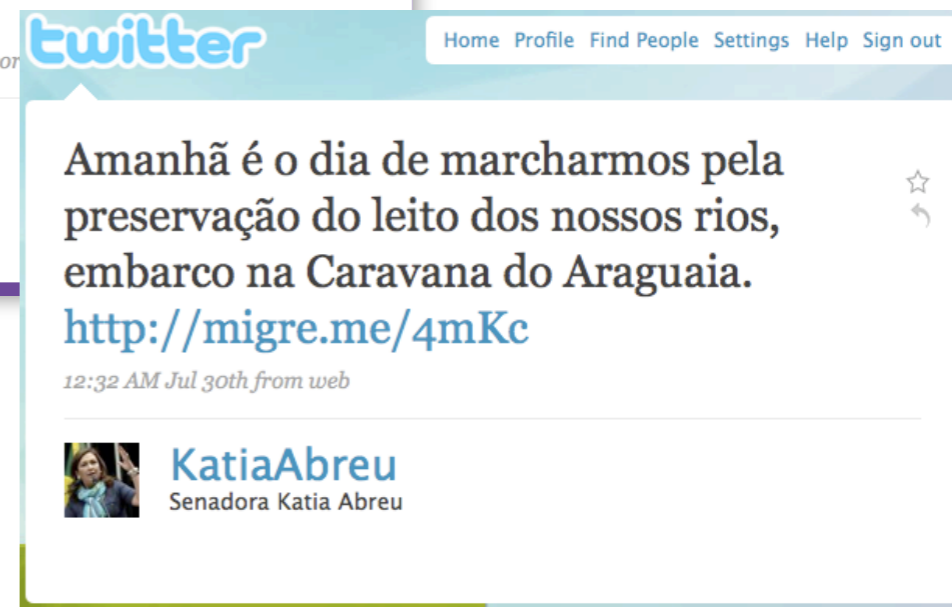 or
twitter
Home Profile Find People Settings Help Sign out
Amanhã é o dia de marcharmos pela
preservação do leito dos nossos rios,
embarco na Caravana do Araguaia.
http://migre.me/4mKc
12:32 AM Jul 30th from web
KatiaAbreu
Senadora Katia Abreu